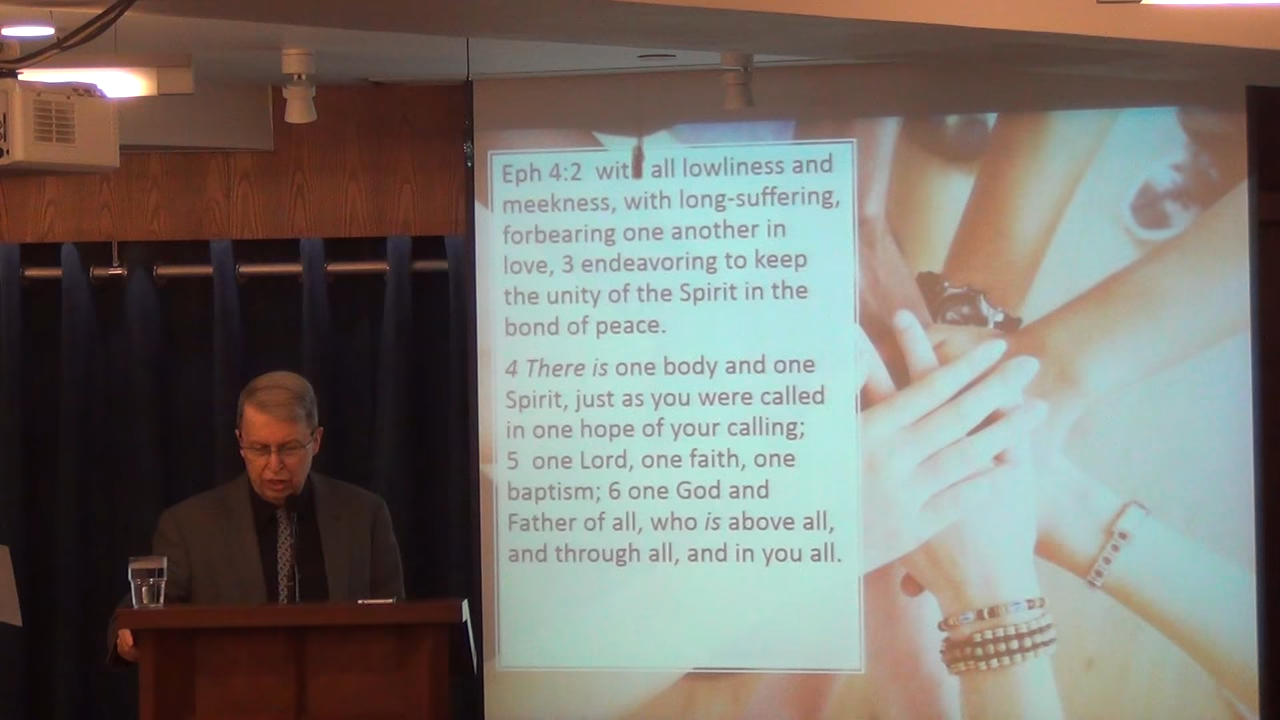 Eph 4:2  with all lowliness and
meekness, with long-suffering,
forbearing one another in
love, 3 endeavoring to keep
the unity of the Spirit in the
bond of peace.
4 There is one body and one
Spirit, just as you were called
in one hope of your calling;
5  one Lord, one faith, one
baptism; 6 one God and
Father of all, who is above all,
and through all, and in you all.